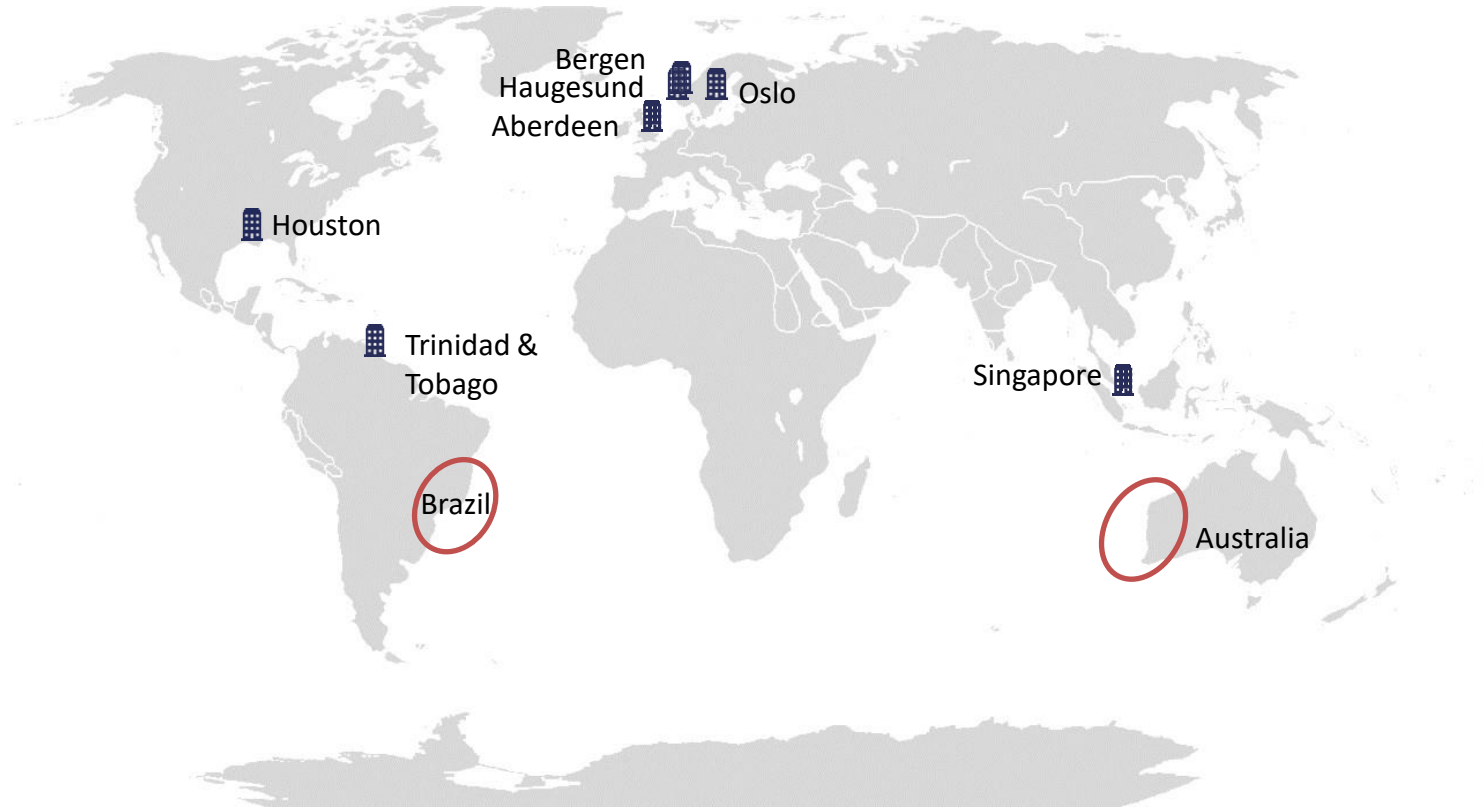 Bergen
Haugesund
Oslo
Aberdeen
Houston
Trinidad &
Tobago
Singapore
Brazil
Australia